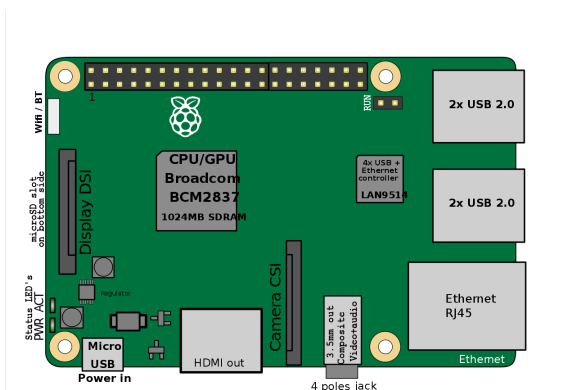 1
RUN
Wifi / BT
2x USB 2.0
CPU/GPU
Broadcom
BCM2837
1024MB SDRAM
4x USB +
Ethernet
controller
LAN9514
Display DSI
microSD slot
on bottom side
2x USB 2.0
Regulator
Camera CSI
Status LED's
PWR ACT
Ethernet
RJ45
3.5mm out
Composite
Video+audio
Micro
USB
HDMI out
Ethernet
Power in
4 poles jack